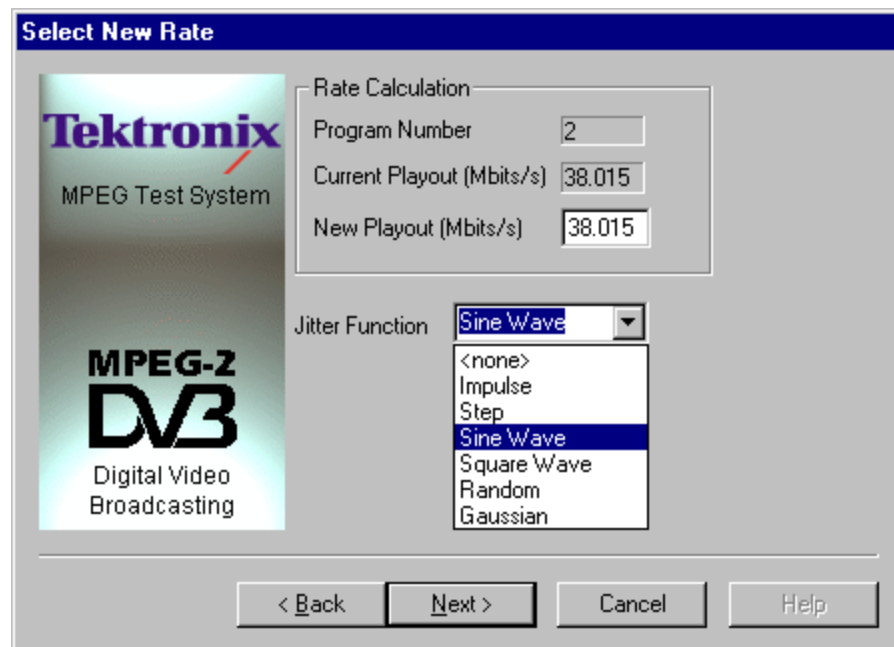 Select New Rate
Tektronix
MPEG Test System
MPEG-2
DVB
Digital Video
Broadcasting
Rate Calculation
Program Number 2
Current Playout (Mbits/s) 38.015
New Playout (Mbits/s) 38.015
Jitter Function Sine Wave
<none>
Impulse
Step
Sine Wave
Square Wave
Random
Gaussian
< Back
Next >
Cancel
Help